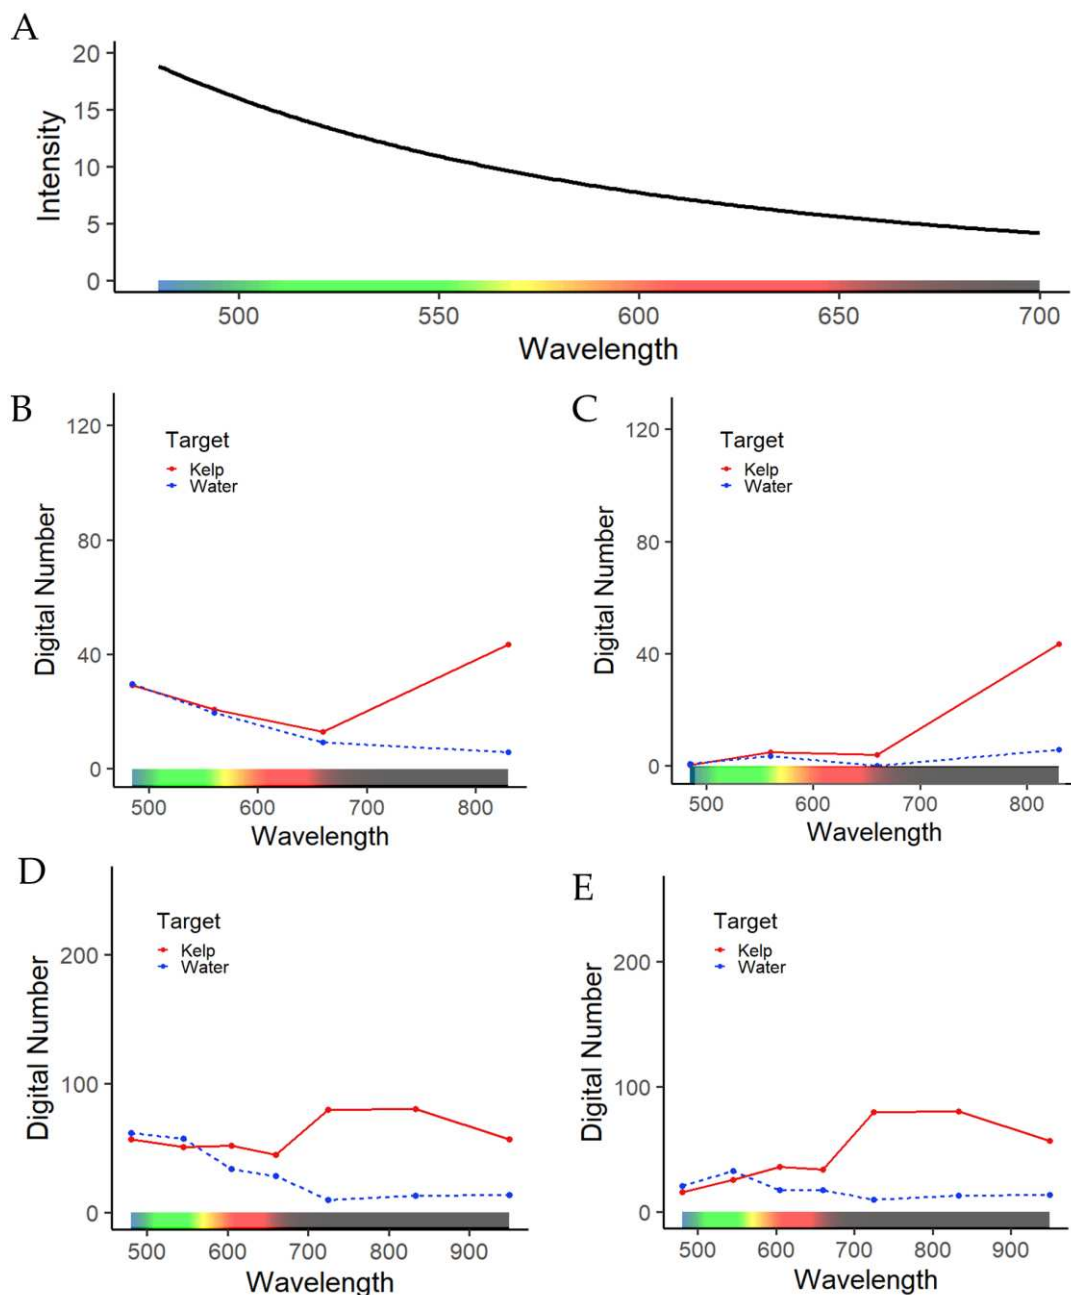 A
20
15
10
5
0
Intensity
500 550 600 650 700
Wavelength
B
120
80
40
0
Digital Number
Target
Kelp
Water
500 600 700 800
Wavelength
C
120
80
40
0
Digital Number
Target
Kelp
Water
500 600 700 800
Wavelength
D
200
100
0
Digital Number
Target
Kelp
Water
500 600 700 800 900
Wavelength
E
200
100
0
Digital Number
Target
Kelp
Water
500 600 700 800 900
Wavelength